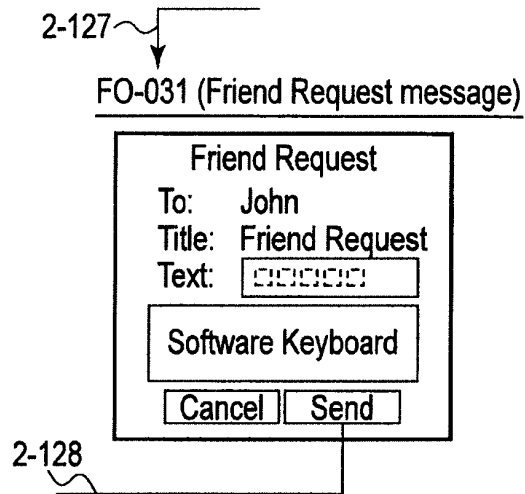 2-127
FO-031 (Friend Request message)
Friend Request
To: John
Title: Friend Request
Text:
Software Keyboard
Cancel Send
2-128